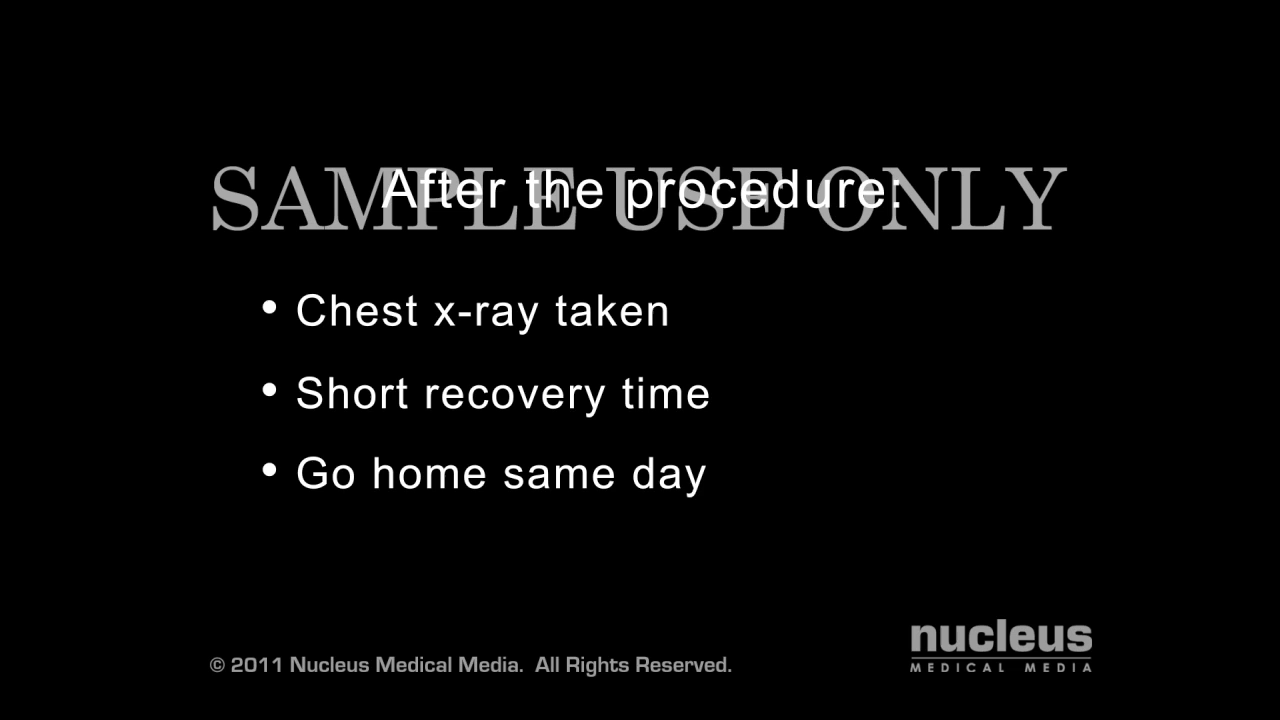 SAMPLE USE ONLY
After the procedure:
• Chest x-ray taken
• Short recovery time
• Go home same day
nucleus
MEDICAL MEDIA
© 2011 Nucleus Medical Media. All Rights Reserved.